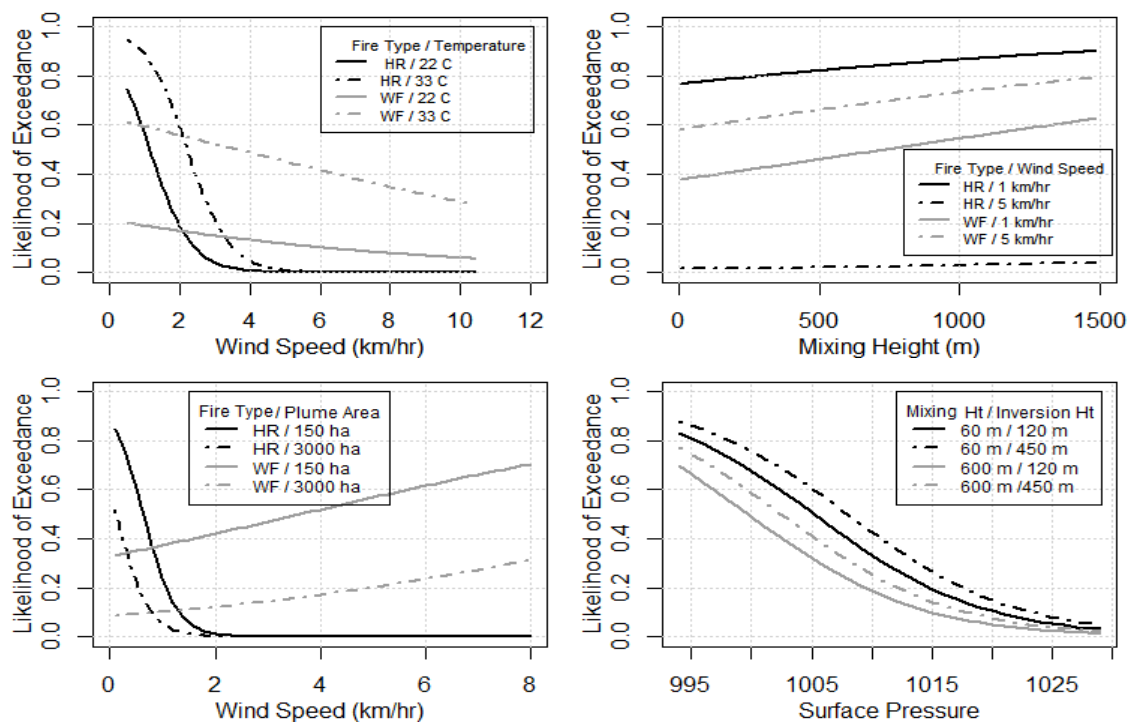 Likelihood of Exceedance
0.0 0.2 0.4 0.6 0.8 1.0
Fire Type / Temperature
HR / 22 C
HR / 33 C
WF / 22 C
WF / 33 C
0 2 4 6 8 10 12
Wind Speed (km/hr)
Likelihood of Exceedance
0.0 0.2 0.4 0.6 0.8 1.0
Fire Type / Wind Speed
HR / 1 km/hr
HR / 5 km/hr
WF / 1 km/hr
WF / 5 km/hr
0 500 1000 1500
Mixing Height (m)
Likelihood of Exceedance
0.0 0.2 0.4 0.6 0.8 1.0
Fire Type / Plume Area
HR / 150 ha
HR / 3000 ha
WF / 150 ha
WF / 3000 ha
0 2 4 6 8
Wind Speed (km/hr)
Likelihood of Exceedance
0.0 0.2 0.4 0.6 0.8 1.0
Mixing Ht / Inversion Ht
60 m / 120 m
60 m / 450 m
600 m / 120 m
600 m /450 m
995 1005 1015 1025
Surface Pressure